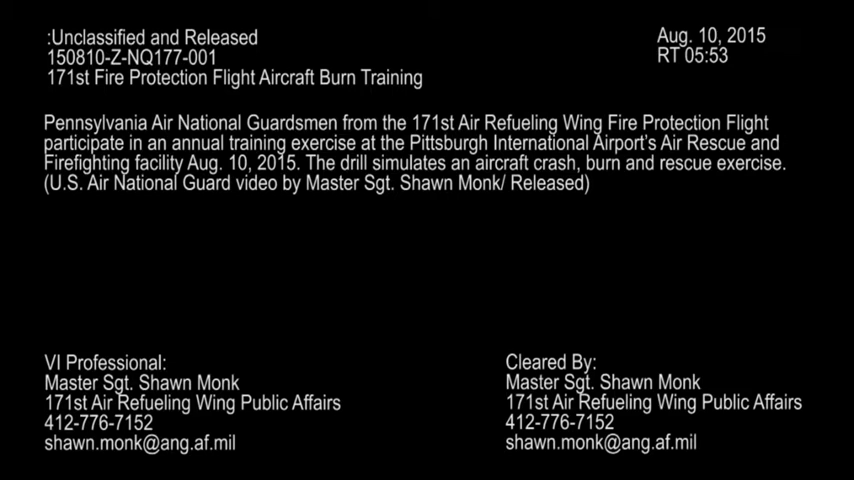 :Unclassified and Released
150810-Z-NQ177-001
171st Fire Protection Flight Aircraft Burn Training
Aug. 10, 2015
RT 05:53
Pennsylvania Air National Guardsmen from the 171st Air Refueling Wing Fire Protection Flight
participate in an annual training exercise at the Pittsburgh International Airport's Air Rescue and
Firefighting facility Aug. 10, 2015. The drill simulates an aircraft crash, burn and rescue exercise.
(U.S. Air National Guard video by Master Sgt. Shawn Monk/ Released)
VI Professional:
Master Sgt. Shawn Monk
171st Air Refueling Wing Public Affairs
412-776-7152
shawn.monk@ang.af.mil
Cleared By:
Master Sgt. Shawn Monk
171st Air Refueling Wing Public Affairs
412-776-7152
shawn.monk@ang.af.mil